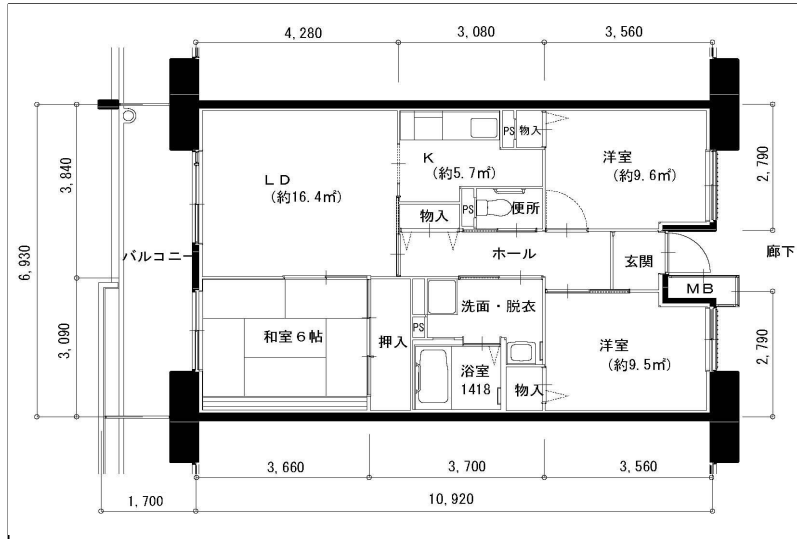 4,280
3,080
3,560
3,840
6,930
3,090
2,790
2,790
LD
(約16.4㎡)
K
(約5.7㎡)
PS
物入
洋室
(約9.6㎡)
物入
PS
便所
バルコニー
ホール
玄関
廊下
MB
和室6帖
押入
PS
洗面・脱衣
浴室
1418
物入
洋室
(約9.5㎡)
3,660
3,700
3,560
1,700
10,920